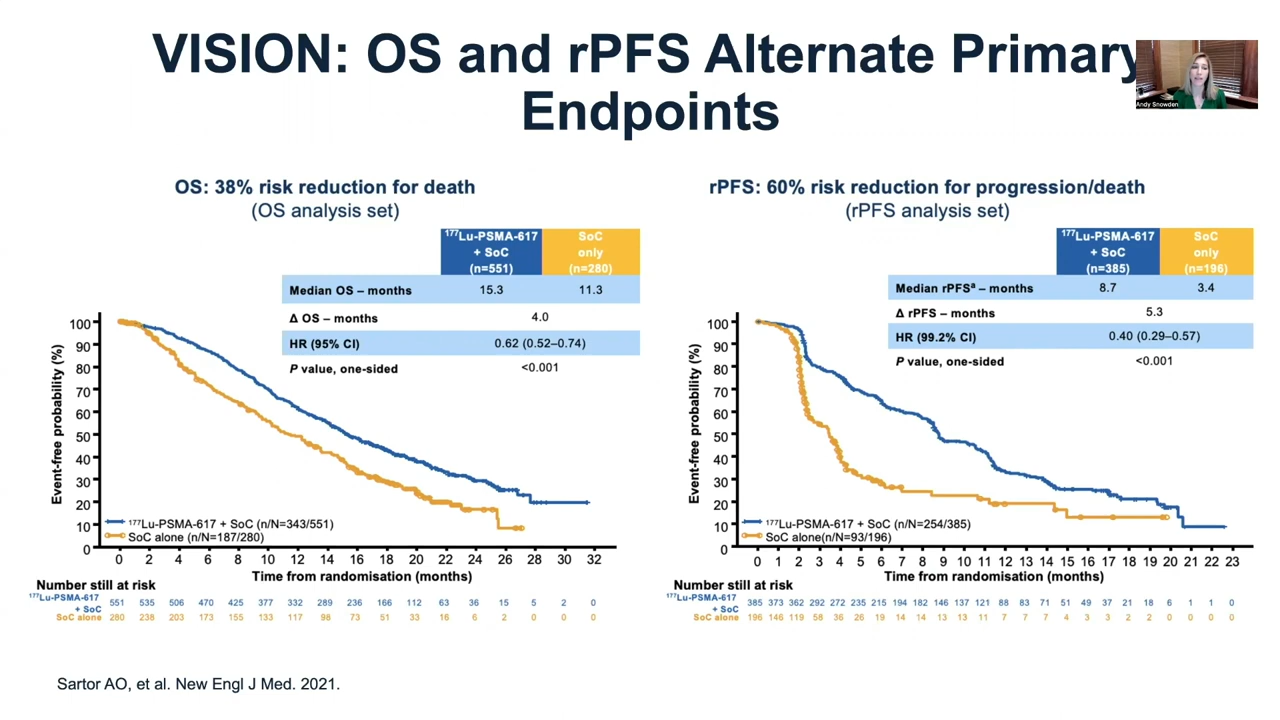 VISION: OS and rPFS Alternate Primary
Endpoints
Andy Snowden
OS: 38% risk reduction for death
(OS analysis set)
177Lu-PSMA-617
+ SoC
(n=551)
SoC
only
(n=280)
Median OS – months 15.3 11.3
Δ OS – months 4.0
HR (95% CI) 0.62 (0.52–0.74)
P value, one-sided <0.001
Event-free probability (%)
100
90
80
70
60
50
40
30
20
10
0
177Lu-PSMA-617 + SoC (n/N=343/551)
SoC alone (n/N=187/280)
0 2 4 6 8 10 12 14 16 18 20 22 24 26 28 30 32
Time from randomisation (months)
Number still at risk
177Lu-PSMA-617
+ SoC
551 535 506 470 425 377 332 289 236 166 112 63 36 15 5 2 0
SoC alone 280 238 203 173 155 133 117 98 73 51 33 16 6 2 0 0 0
rPFS: 60% risk reduction for progression/death
(rPFS analysis set)
177Lu-PSMA-617
+ SoC
(n=385)
SoC
only
(n=196)
Median rPFSa – months 8.7 3.4
Δ rPFS – months 5.3
HR (99.2% CI) 0.40 (0.29–0.57)
P value, one-sided <0.001
Event-free probability (%)
100
90
80
70
60
50
40
30
20
10
0
177Lu-PSMA-617 + SoC (n/N=254/385)
SoC alone(n/N=93/196)
0 1 2 3 4 5 6 7 8 9 10 11 12 13 14 15 16 17 18 19 20 21 22 23
Time from randomisation (months)
Number still at risk
177Lu-PSMA-617
+ SoC
385 373 362 292 272 235 215 194 182 146 137 121 88 83 71 51 49 37 21 18 6 1 1 0
SoC alone 196 146 119 58 36 26 19 14 14 13 13 11 7 7 7 4 3 3 2 2 0 0 0 0
Sartor AO, et al. New Engl J Med. 2021.